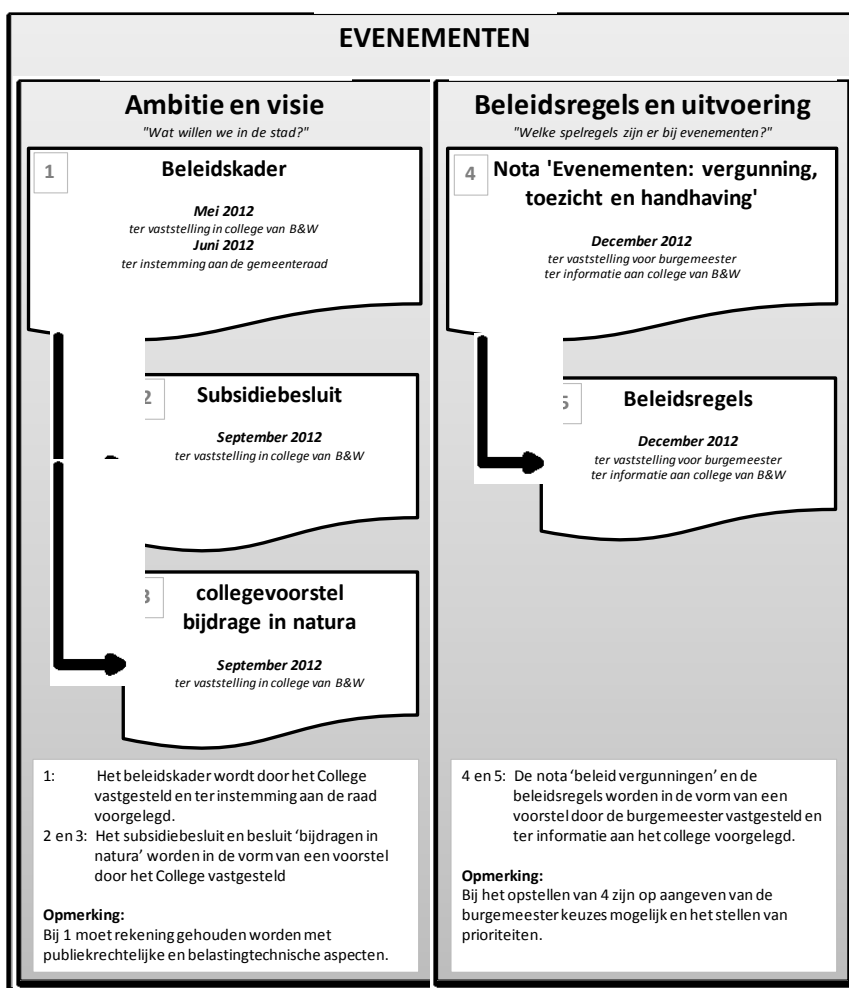 EVENEMENTEN
Ambitie en visie
"Wat willen we in de stad?"
1
Beleidskader
Mei 2012
ter vaststelling in college van B&W
Juni 2012
ter instemming aan de gemeenteraad
2
Subsidiebesluit
September 2012
ter vaststelling in college van B&W
3
collegevoorstel
bijdrage in natura
September 2012
ter vaststelling in college van B&W
1: Het beleidskader wordt door het College
vastgesteld en ter instemming aan de raad
voorgelegd.
2 en 3: Het subsidiebesluit en besluit ‘bijdragen in
natura’ worden in de vorm van een voorstel
door het College vastgesteld
Opmerking:
Bij 1 moet rekening gehouden worden met
publiekrechtelijke en belastingtechnische aspecten.
Beleidsregels en uitvoering
"Welke spelregels zijn er bij evenementen?"
4
Nota 'Evenementen: vergunning,
toezicht en handhaving'
December 2012
ter vaststelling voor burgemeester
ter informatie aan college van B&W
5
Beleidsregels
December 2012
ter vaststelling voor burgemeester
ter informatie aan college van B&W
4 en 5: De nota ‘beleid vergunningen’ en de
beleidsregels worden in de vorm van een
voorstel door de burgemeester vastgesteld en
ter informatie aan het college voorgelegd.
Opmerking:
Bij het opstellen van 4 zijn op aangeven van de
burgemeester keuzes mogelijk en het stellen van
prioriteiten.